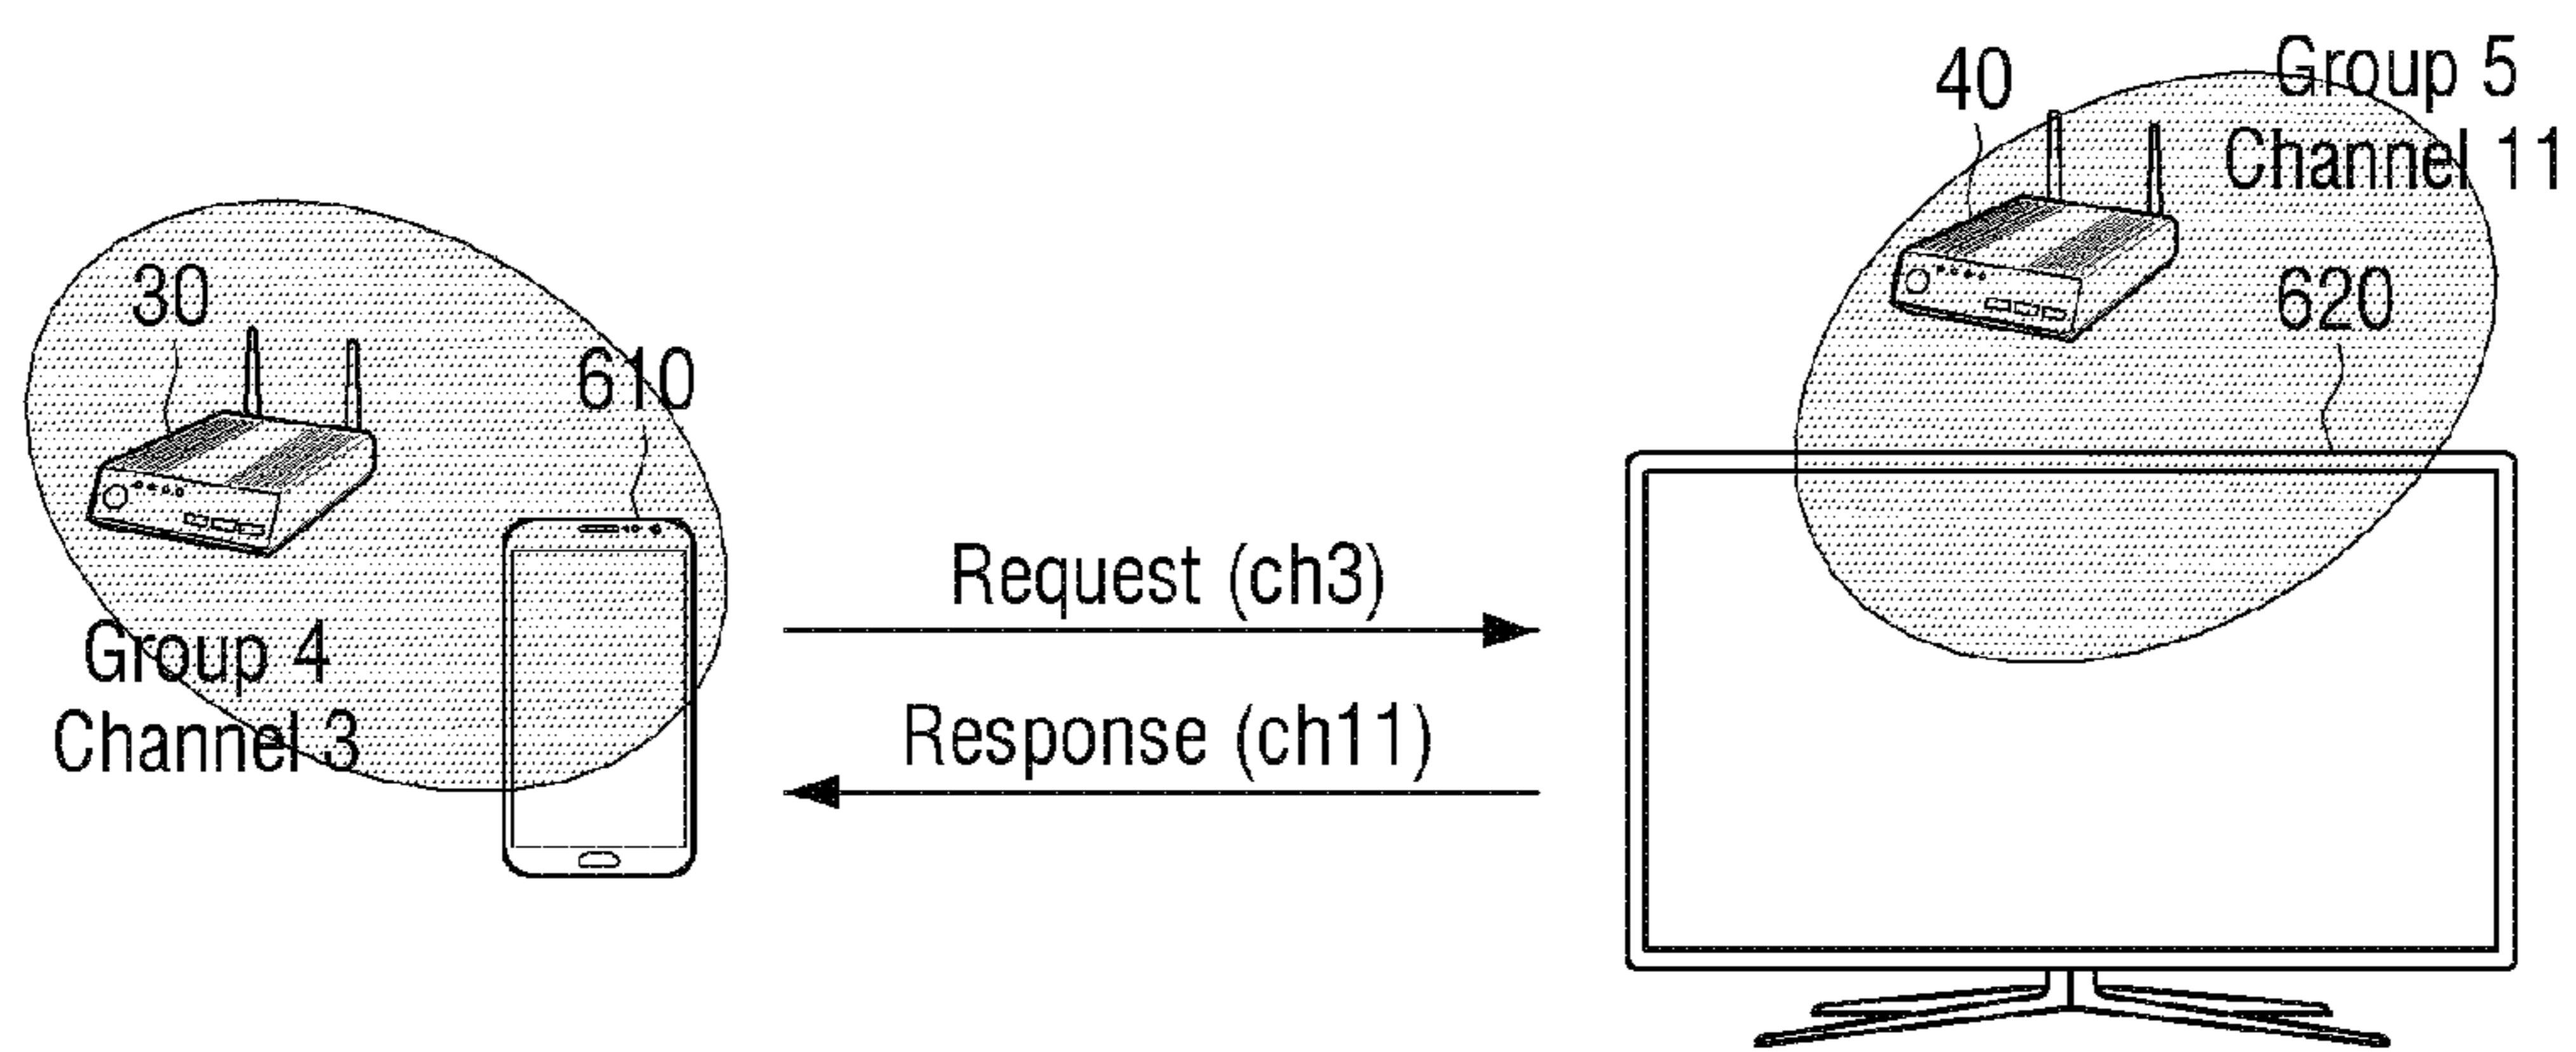 40
Group 5
Channel 11
30
620
610
Request (ch3)
Group 4
Channel 3
Response (ch11)